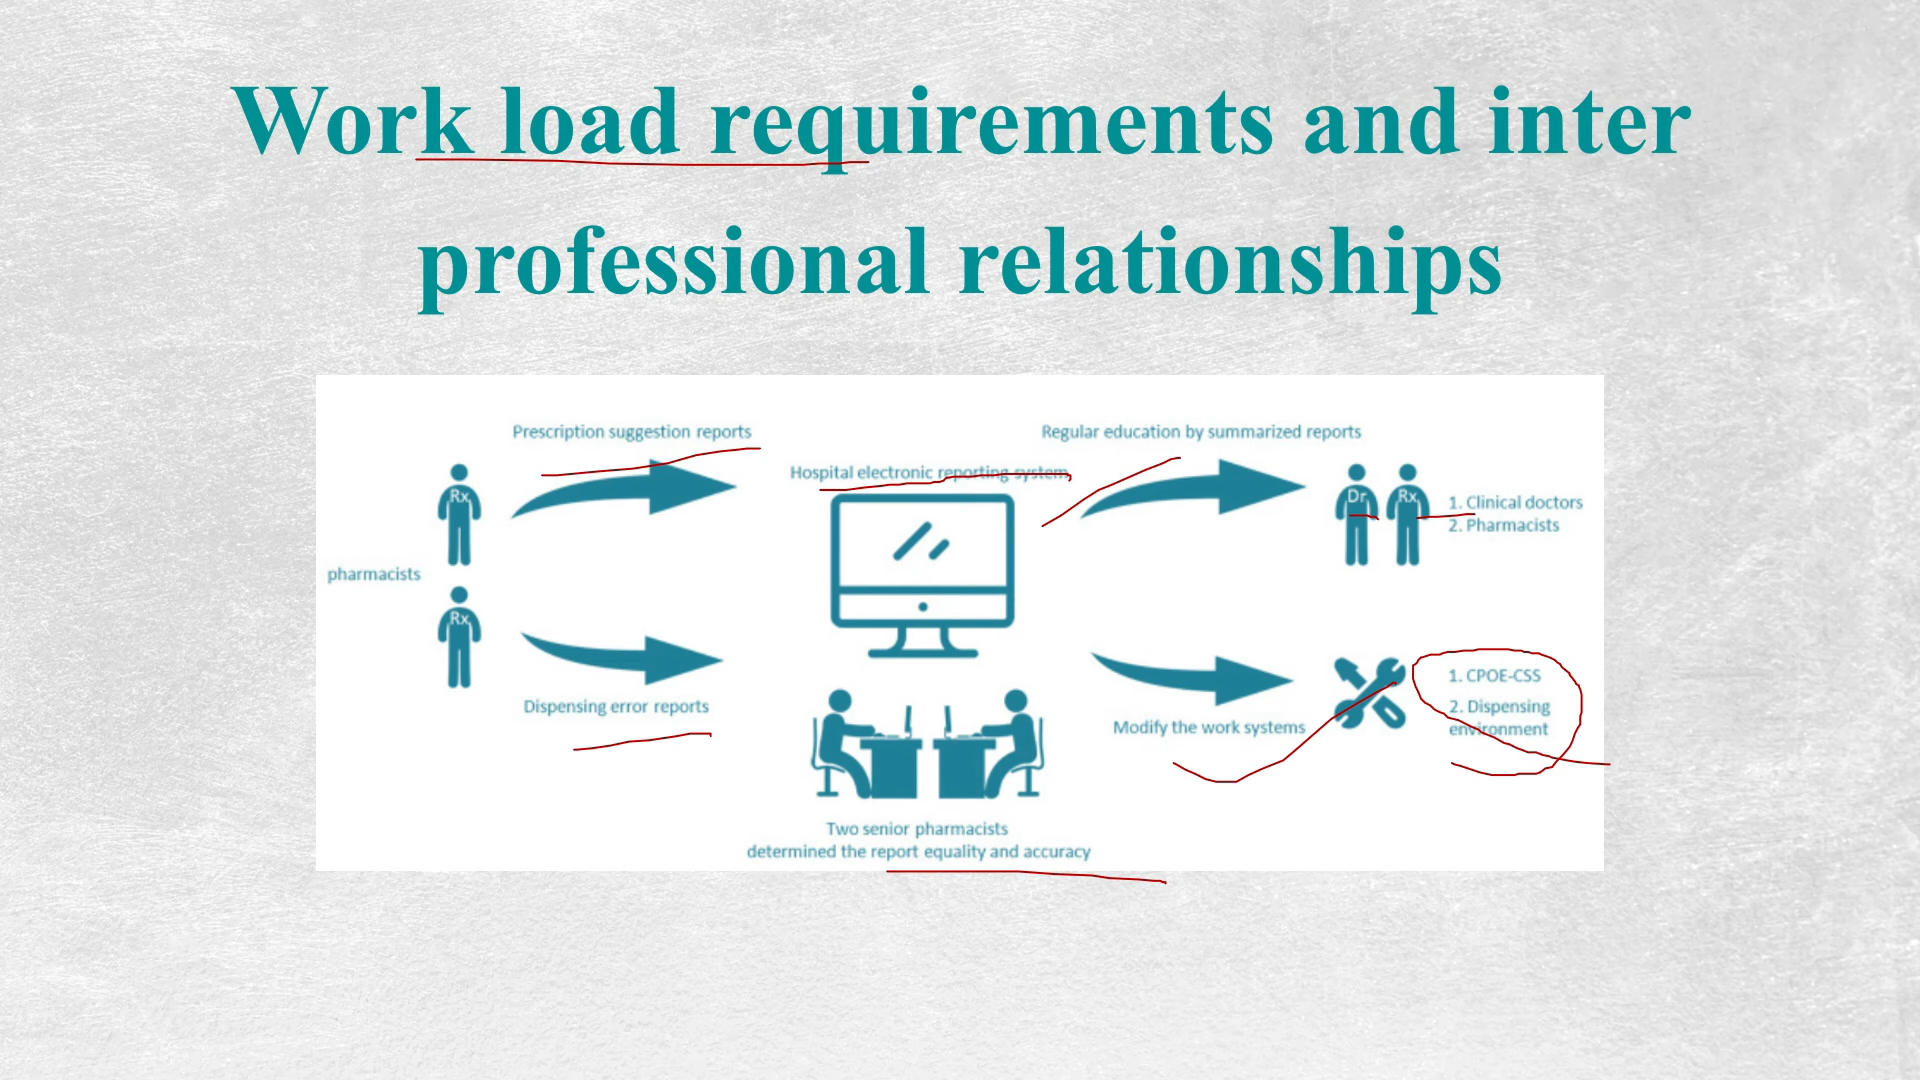 Work load requirements and inter
professional relationships
Prescription suggestion reports
Regular education by summarized reports
Hospital electronic reporting system
Rx
Dr
Rx
1. Clinical doctors
2. Pharmacists
pharmacists
Rx
1. CPOE-CSS
2. Dispensing
environment
Dispensing error reports
Modify the work systems
Two senior pharmacists
determined the report equality and accuracy